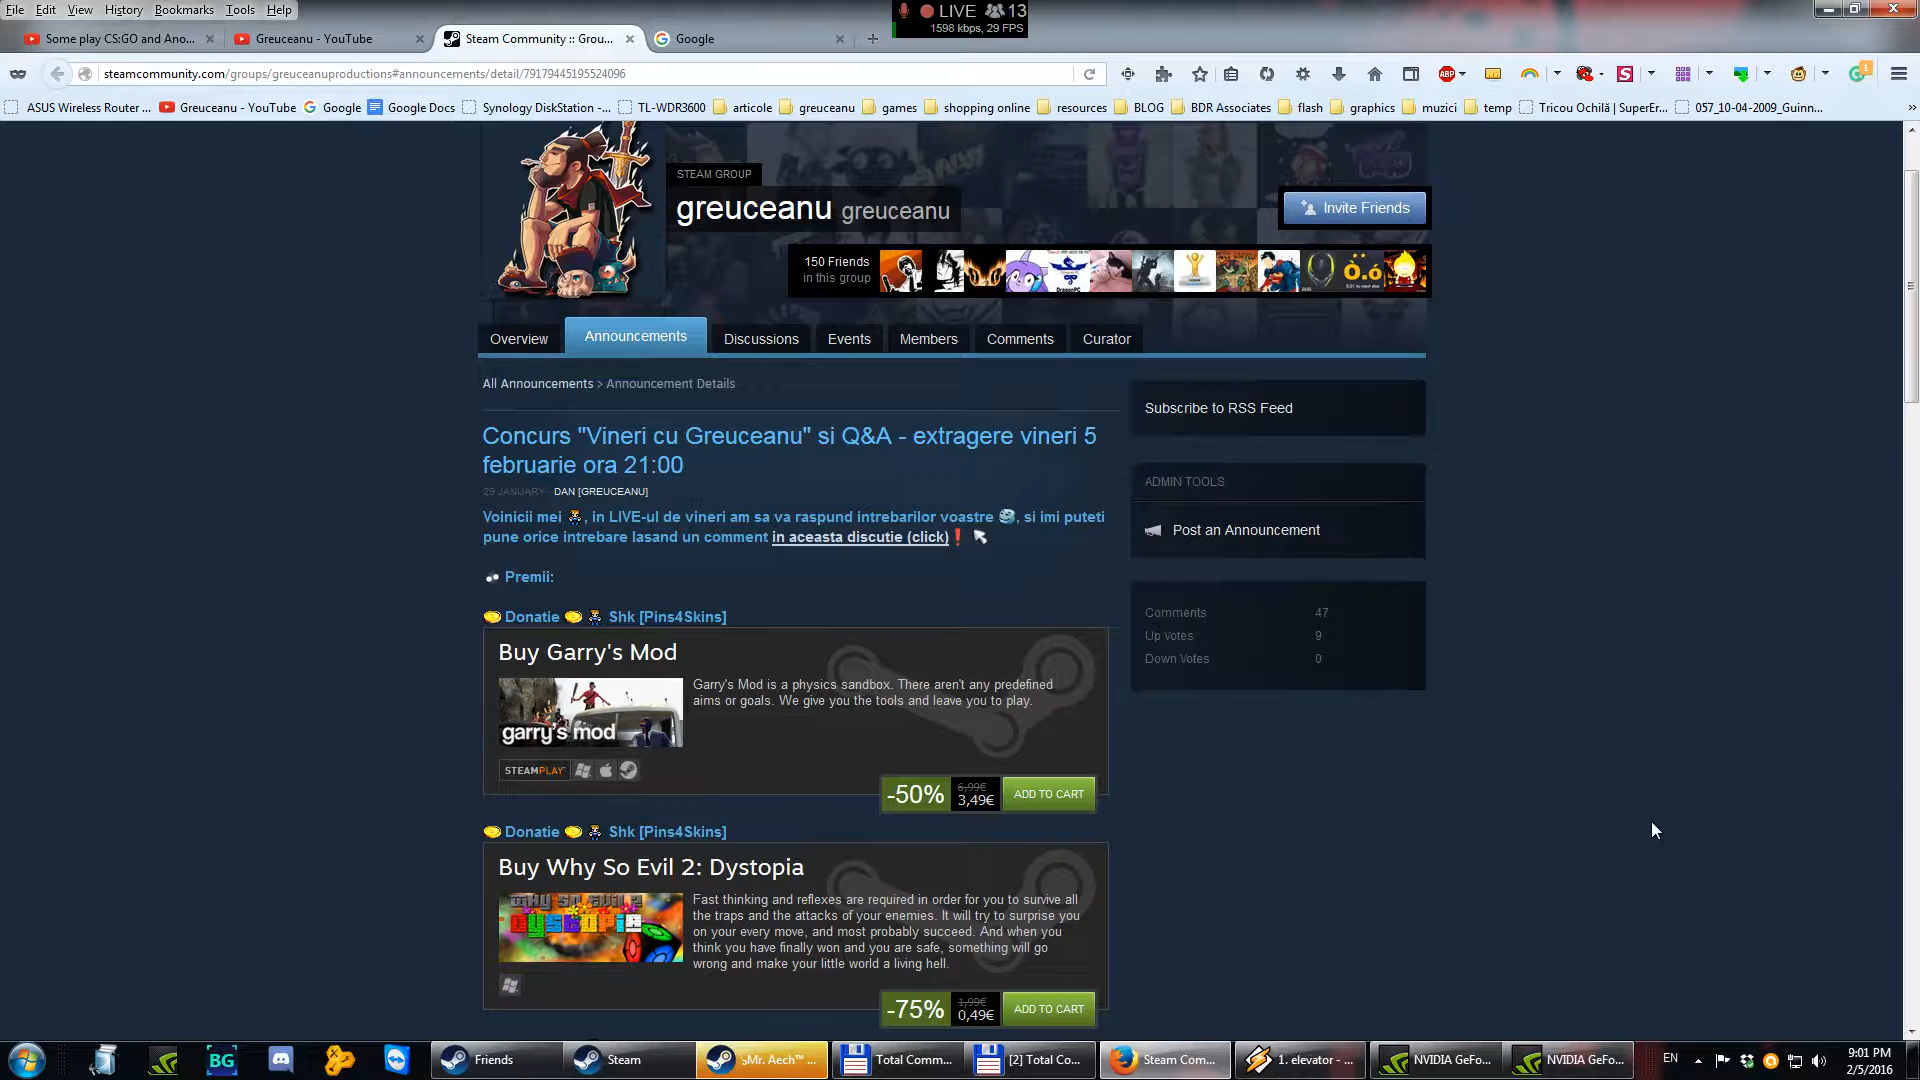 File Edit View History Bookmarks Tools Help
LIVE 13
1598 kbps, 29 FPS
Some play CS:GO and Ano...
Greuceanu - YouTube
Steam Community :: Grou...
Google
steamcommunity.com/groups/greuceanuproductions#announcements/detail/79179445195524096
ABP
S
1
ASUS Wireless Router ...
Greuceanu - YouTube
Google
Google Docs
Synology DiskStation -...
TL-WDR3600
articole
greuceanu
games
shopping online
resources
BLOG
BDR Associates
flash
graphics
muzici
temp
Tricou Ochilă | SuperEr...
057_10-04-2009_Guinn...
STEAM GROUP
greuceanu greuceanu
Invite Friends
150 Friends
in this group
Overview
Announcements
Discussions
Events
Members
Comments
Curator
All Announcements > Announcement Details
Concurs "Vineri cu Greuceanu" si Q&A - extragere vineri 5
februarie ora 21:00
29 JANUARY - DAN [GREUCEANU]
Voinicii mei , in LIVE-ul de vineri am sa va raspund intrebarilor voastre , si imi puteti
pune orice intrebare lasand un comment in aceasta discutie (click)
Premii:
Donatie Shk [Pins4Skins]
Buy Garry's Mod
Garry's Mod is a physics sandbox. There aren't any predefined
aims or goals. We give you the tools and leave you to play.
garry's mod
STEAMPLAY
-50%
6,99€
3,49€
ADD TO CART
Donatie Shk [Pins4Skins]
Buy Why So Evil 2: Dystopia
Fast thinking and reflexes are required in order for you to survive all
the traps and the attacks of your enemies. It will try to surprise you
on your every move, and most probably succeed. And when you
think you have finally won and you are safe, something will go
wrong and make your little world a living hell.
WHY SO EVIL 2
DYSTOPIA
-75%
1,99€
0,49€
ADD TO CART
Subscribe to RSS Feed
ADMIN TOOLS
Post an Announcement
Comments 47
Up Votes 9
Down Votes 0
BG
Friends
Steam
Mr. Aech™ ...
Total Comm...
[2] Total Co...
Steam Com...
1. elevator - ...
NVIDIA GeFo...
NVIDIA GeFo...
EN
9:01 PM
2/5/2016